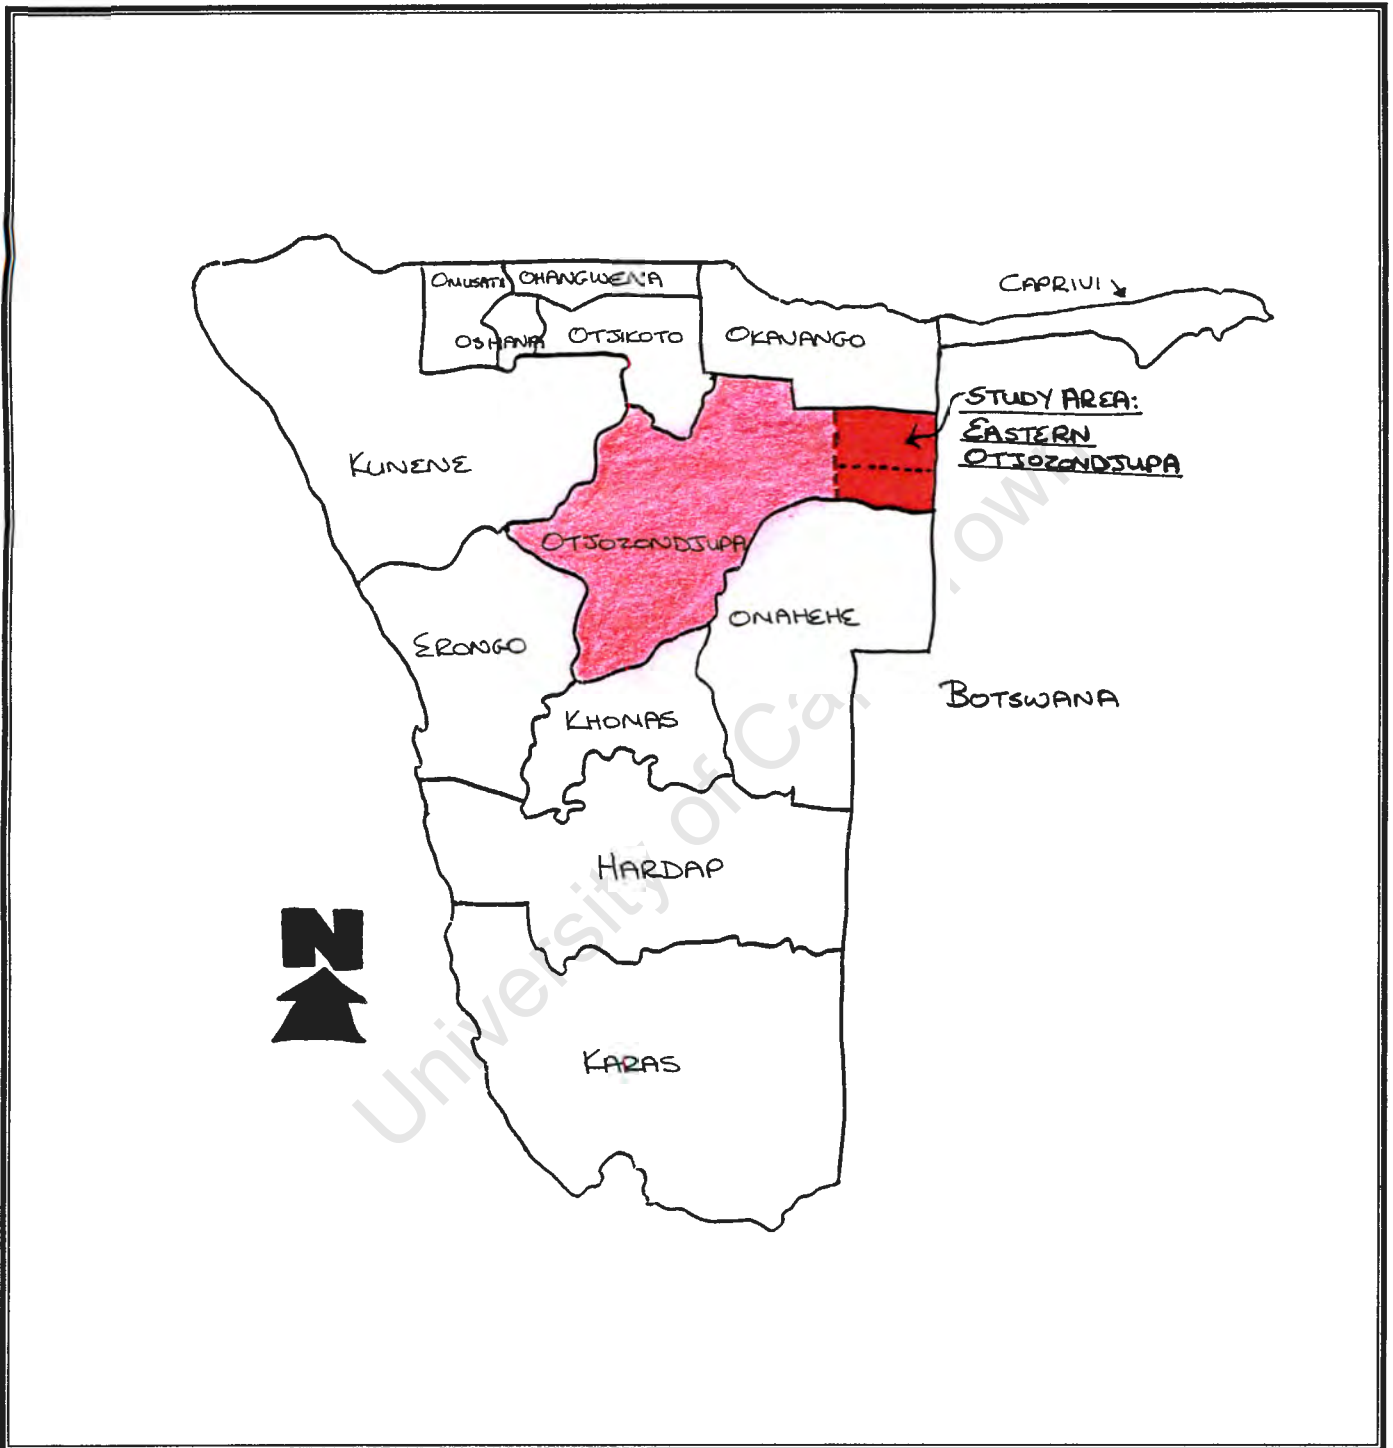 OMUSATI
OHANGWENA
CAPRIVI
OSHANA
OTJIKOTO
OKAVANGO
STUDY AREA:
EASTERN
OTJOZONDJUPA
KUNENE
OTJOZONDJUPA
OMAHEHE
ERONGO
BOTSWANA
KHOMAS
HARDAP
N
KARAS
University of Cape Town